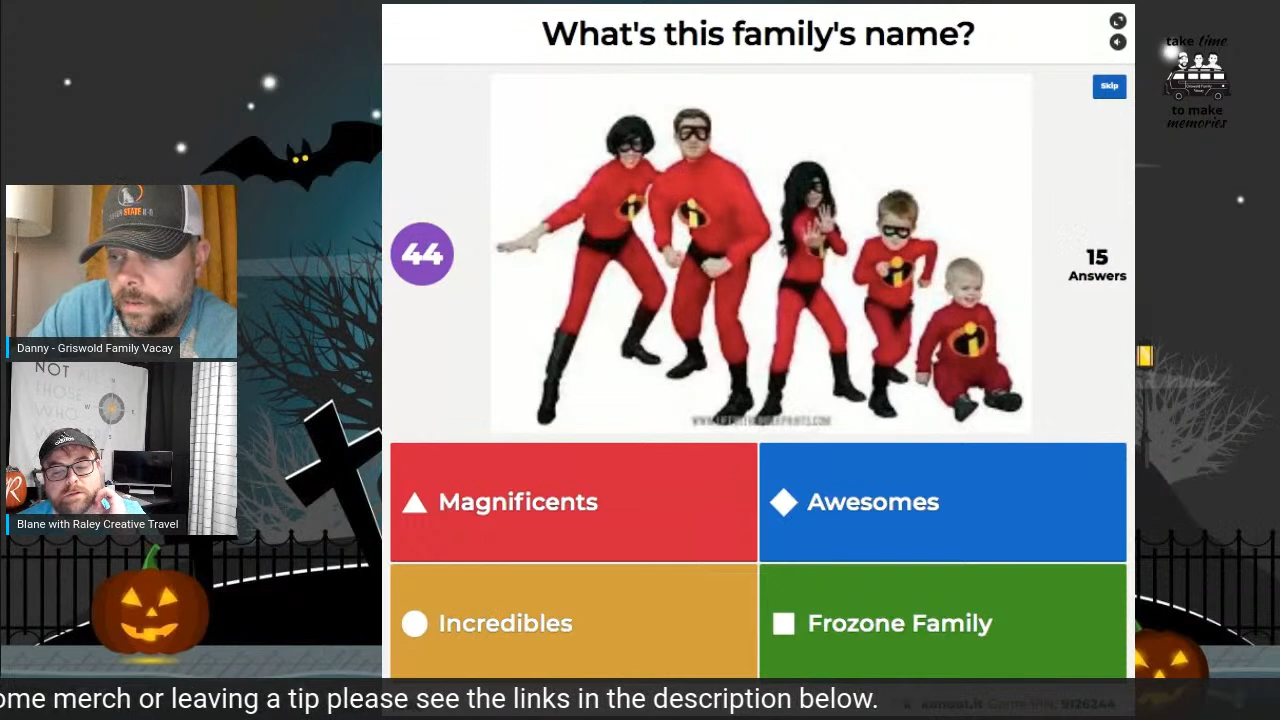 What's this family's name?
Skip
take time
to make
memories
44
15
Answers
Danny - Griswold Family Vacay
NOT
THOSE
WHO
Blane with Raley Creative Travel
Magnificents
Awesomes
Incredibles
Frozone Family
ome merch or leaving a tip please see the links in the description below.